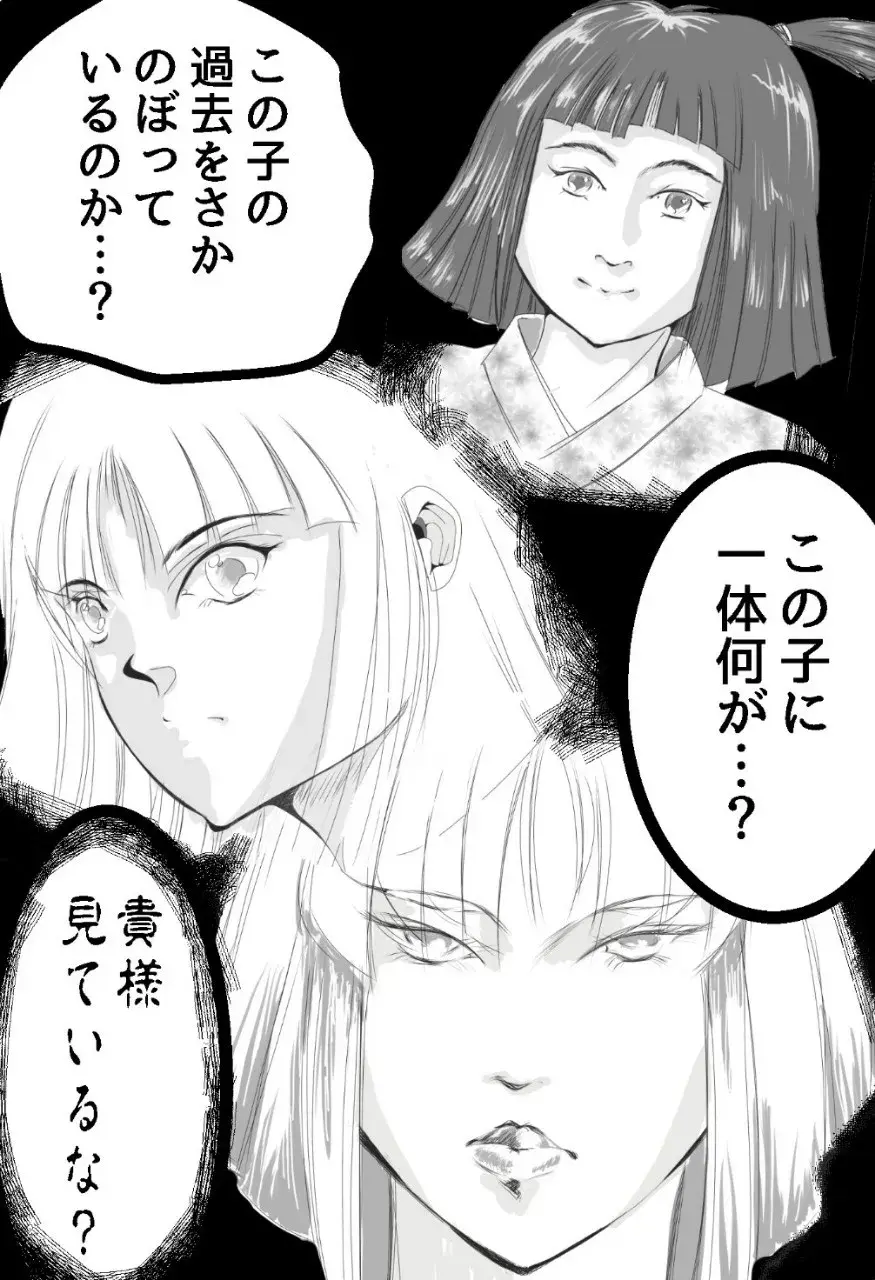 この子の
過去をさか
のぼって
いるのか…?
この子に
一体何が…?
貴様
見ているな?